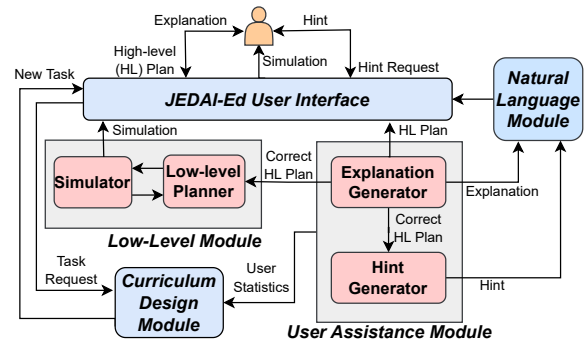 Explanation
Hint
High-level
(HL) Plan
Simulation
Hint Request
New Task
JEDAI-Ed User Interface
Natural
Language
Module
Simulation
HL Plan
Simulator
Low-level
Planner
Correct
HL Plan
Explanation
Generator
Explanation
Low-Level Module
Correct
HL Plan
Task
Request
User
Statistics
Curriculum
Design
Module
Hint
Generator
Hint
User Assistance Module